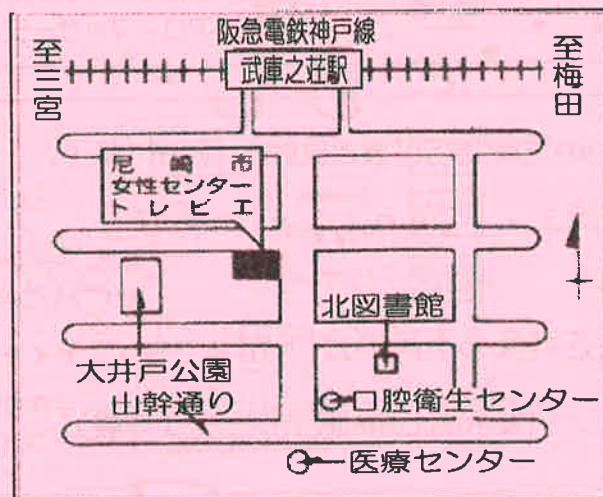 阪急電鉄神戸線
至三宮
武庫之荘駅
至梅田
尼崎市
女性センター
トレピエ
北図書館
大井戸公園
山幹通り
口腔衛生センター
医療センター